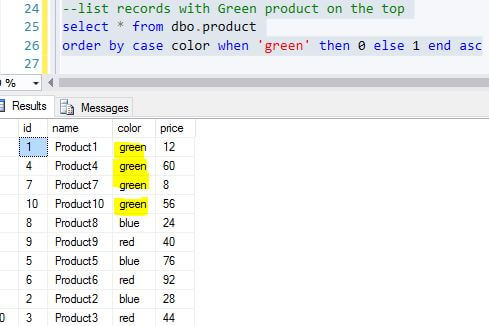 24 --list records with Green product on the top
25 select * from dbo.product
26 order by case color when 'green' then 0 else 1 end asc
27
%
Results Messages
id name color price
1 Product1 green 12
4 Product4 green 60
7 Product7 green 8
10 Product10 green 56
8 Product8 blue 24
9 Product9 red 40
5 Product5 blue 76
6 Product6 red 92
2 Product2 blue 28
0 3 Product3 red 44